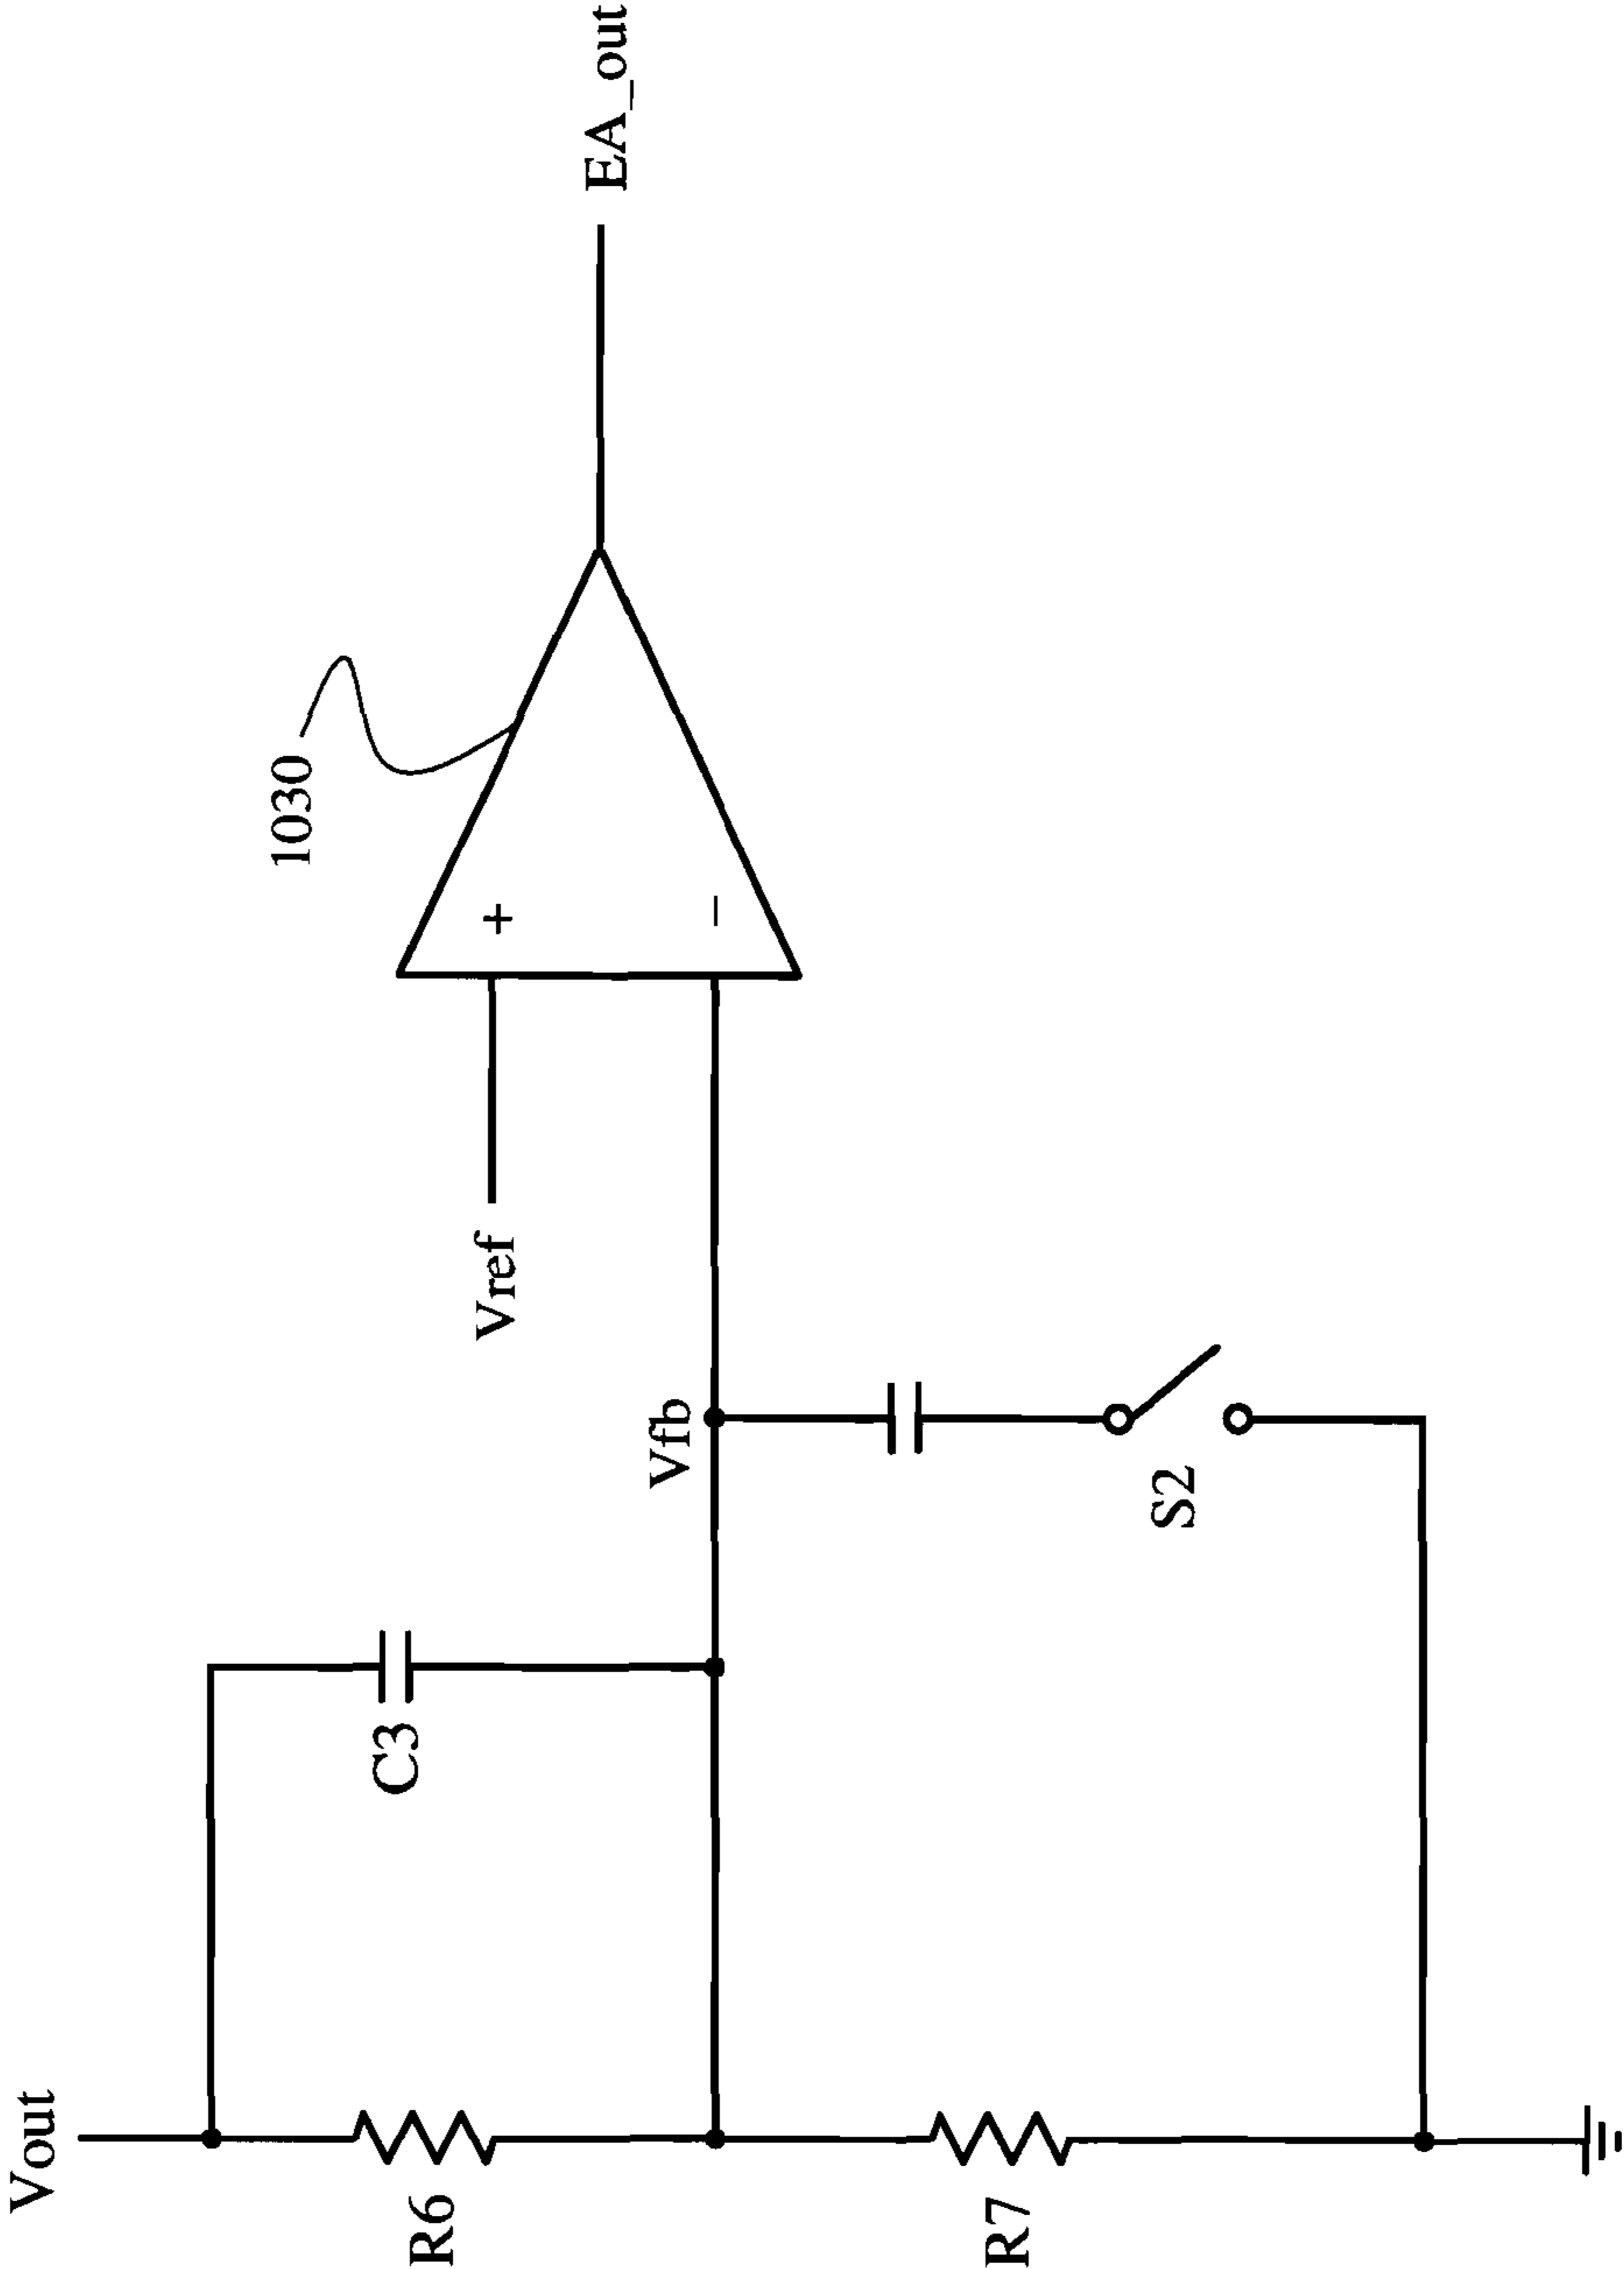 Vout
R6
C3
Vfb
Vref
+
−
1030
EA_out
S2
R7